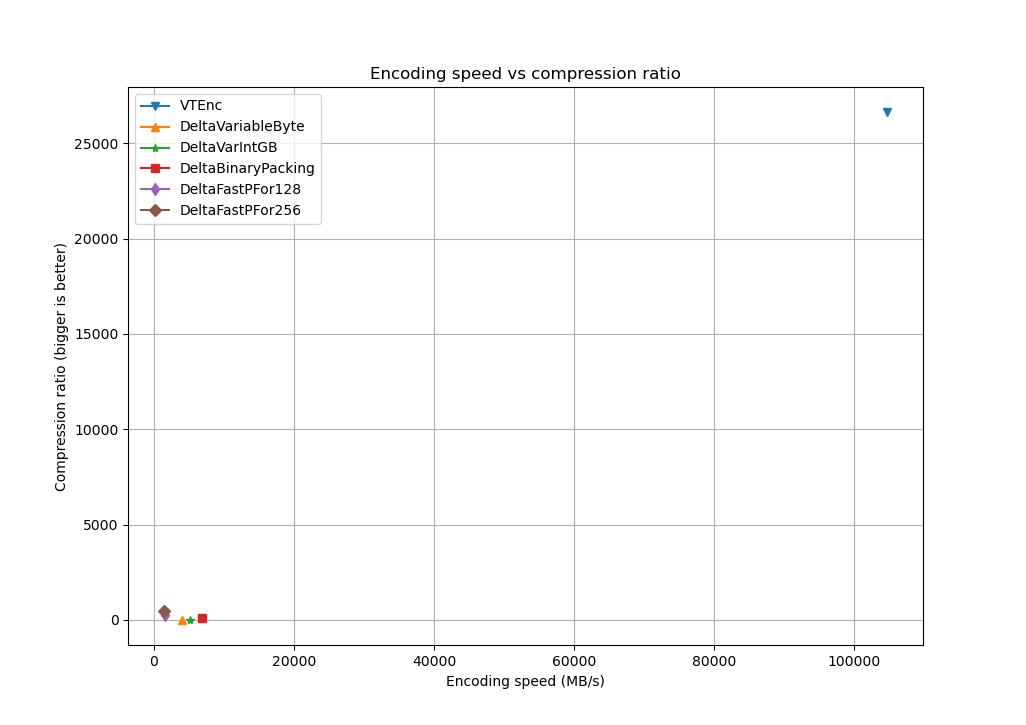 Encoding speed vs compression ratio
VTEnc
DeltaVariableByte
DeltaVarIntGB
DeltaBinaryPacking
DeltaFastPFor128
DeltaFastPFor256
Compression ratio (bigger is better)
25000
20000
15000
10000
5000
0
0 20000 40000 60000 80000 100000
Encoding speed (MB/s)